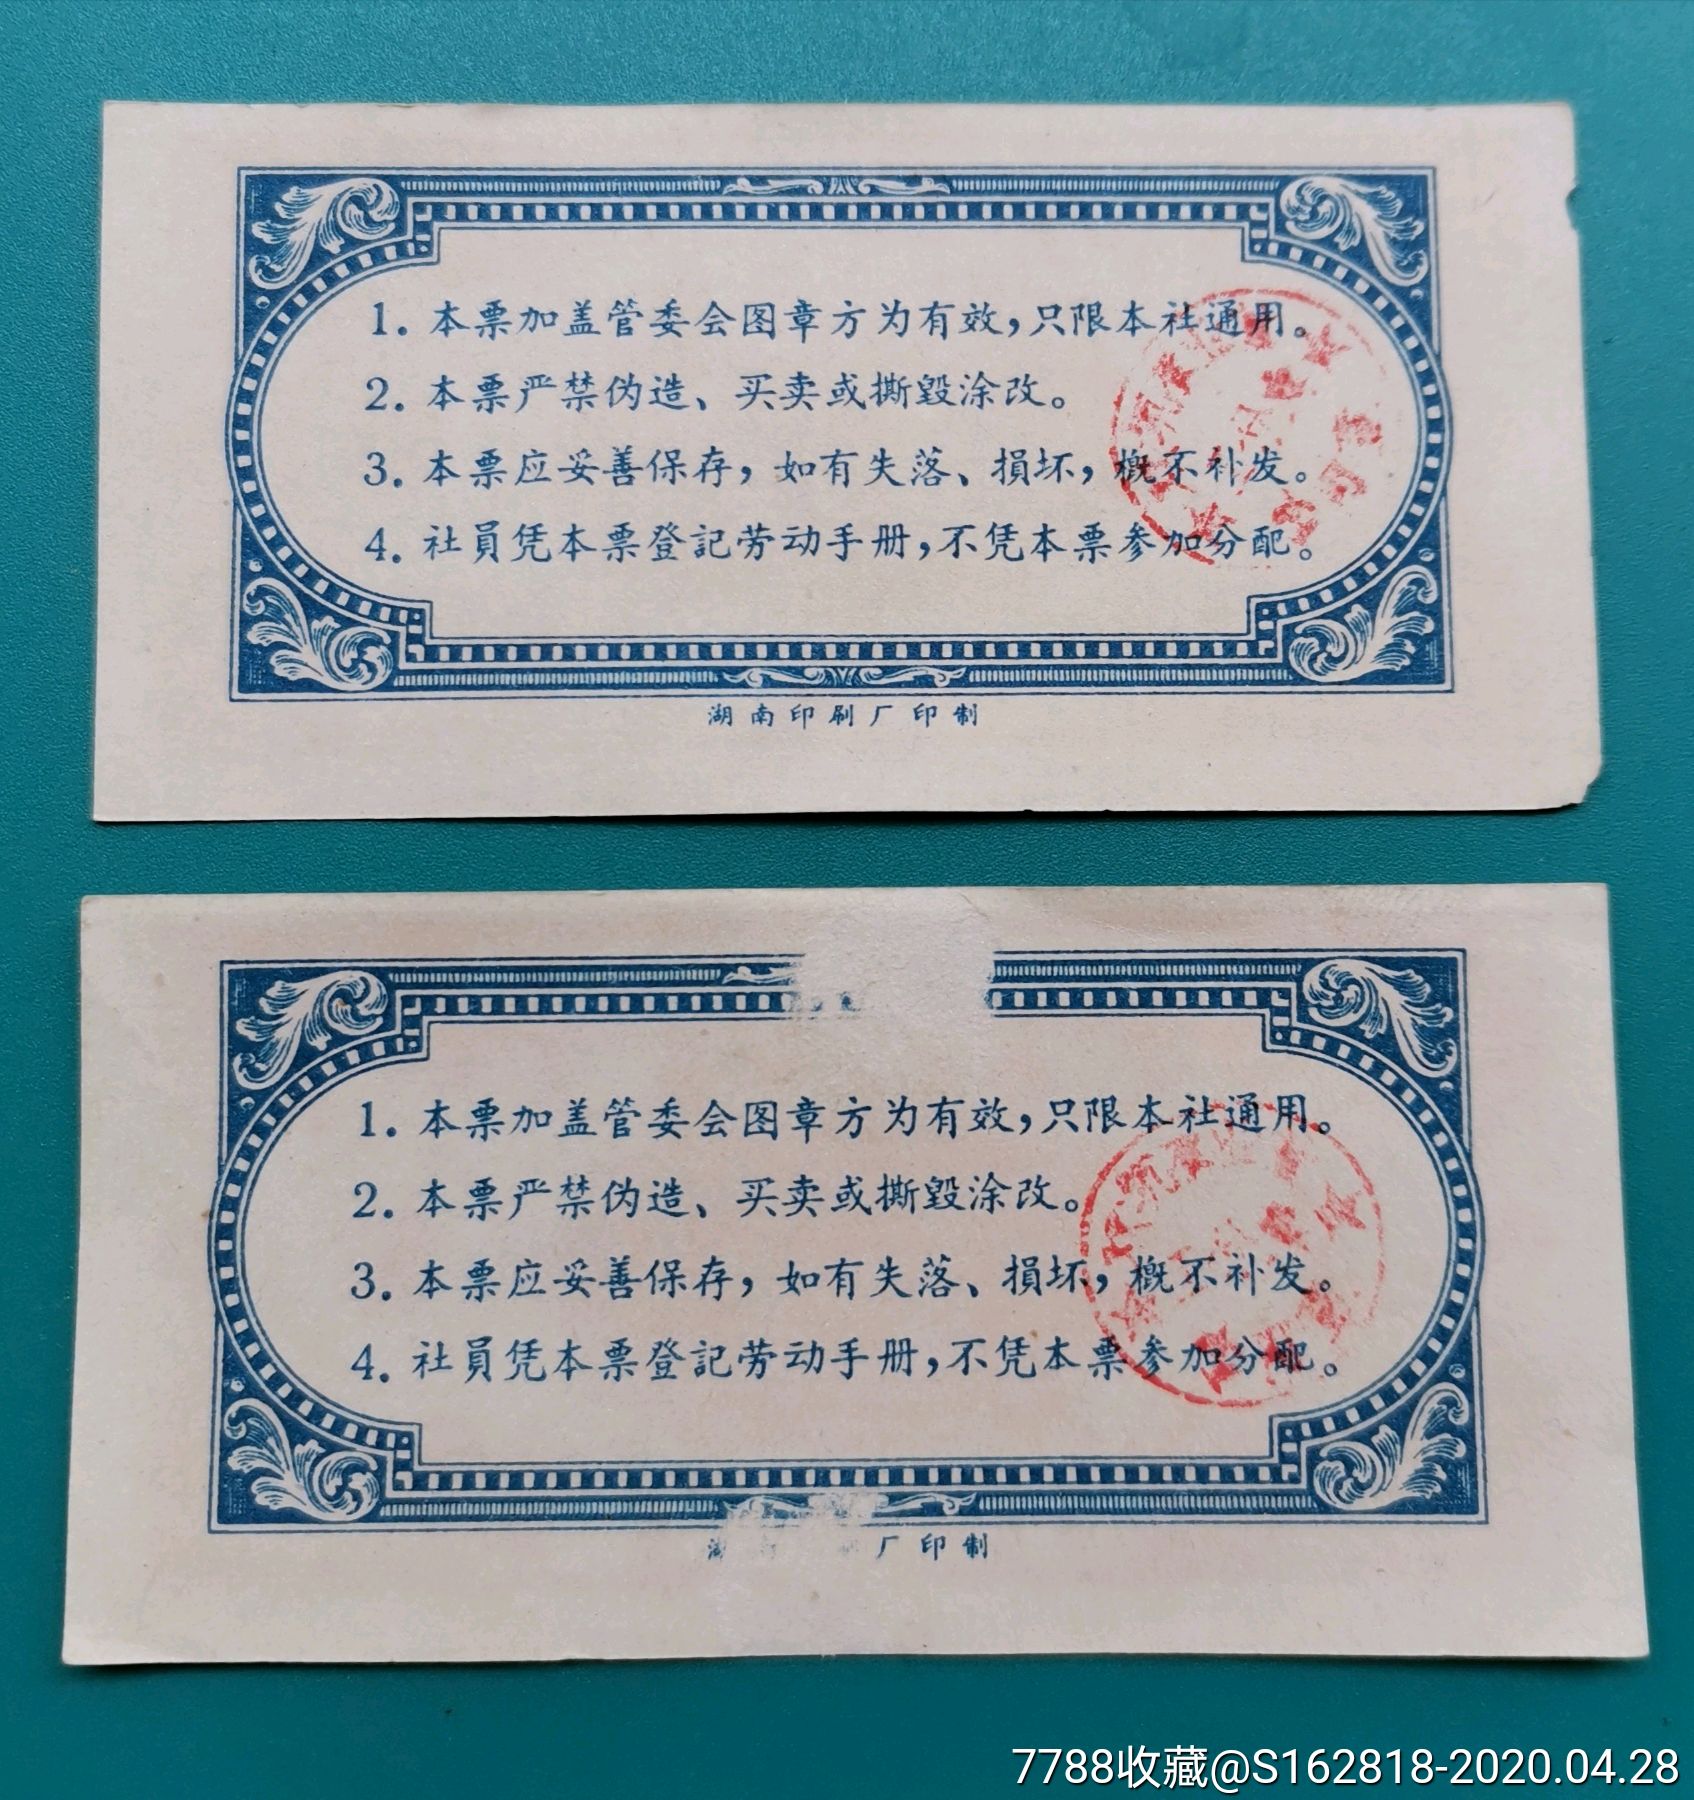 1. 本票加盖管委会图章方为有效，只限本社通用。
2. 本票严禁伪造、买卖或撕毁涂改。
3. 本票应妥善保存，如有失落、損坏，概不补发。
4. 社員凭本票登記劳动手册，不凭本票参加分配。
湖南印刷厂印制
1. 本票加盖管委会图章方为有效，只限本社通用。
2. 本票严禁伪造、买卖或撕毁涂改。
3. 本票应妥善保存，如有失落、損坏，概不补发。
4. 社員凭本票登記劳动手册，不凭本票参加分配。
厂印制
7788收藏@S162818-2020.04.28